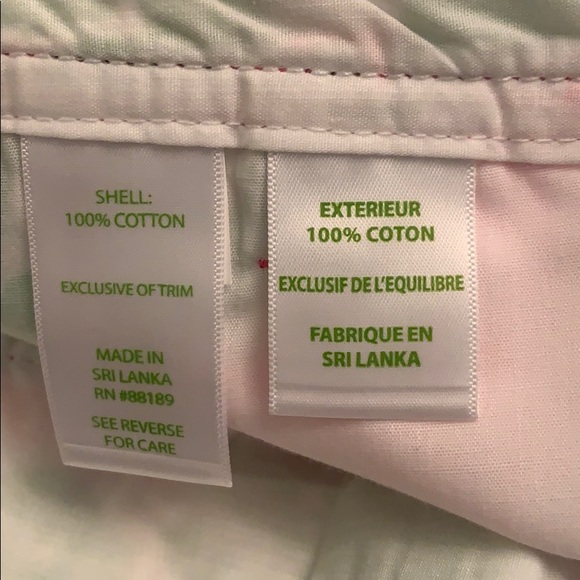 SHELL:
100% COTTON
EXCLUSIVE OF TRIM
MADE IN
SRI LANKA
RN #88189
SEE REVERSE
FOR CARE
EXTERIEUR
100% COTON
EXCLUSIF DE L'EQUILIBRE
FABRIQUE EN
SRI LANKA